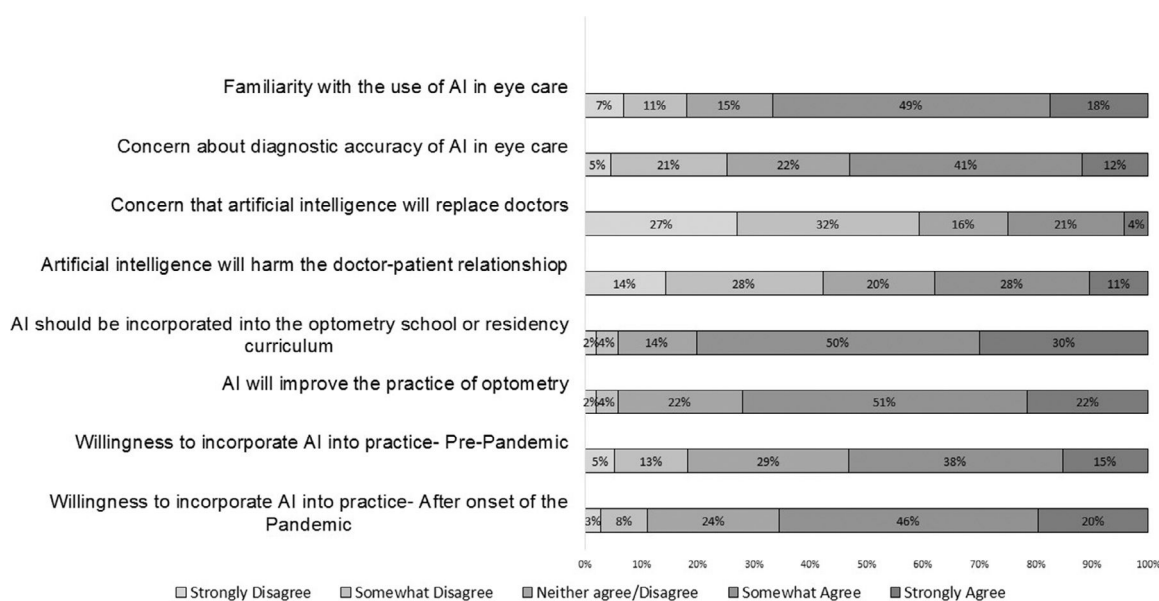 Familiarity with the use of AI in eye care
7% 11% 15% 49% 18%
Concern about diagnostic accuracy of AI in eye care
5% 21% 22% 41% 12%
Concern that artificial intelligence will replace doctors
27% 32% 16% 21% 4%
Artificial intelligence will harm the doctor-patient relationshiop
14% 28% 20% 28% 11%
AI should be incorporated into the optometry school or residency
curriculum
2% 4% 14% 50% 30%
AI will improve the practice of optometry
2% 4% 22% 51% 22%
Willingness to incorporate AI into practice- Pre-Pandemic
5% 13% 29% 38% 15%
Willingness to incorporate AI into practice- After onset of the
Pandemic
3% 8% 24% 46% 20%
0% 10% 20% 30% 40% 50% 60% 70% 80% 90% 100%
Strongly Disagree Somewhat Disagree Neither agree/Disagree Somewhat Agree Strongly Agree